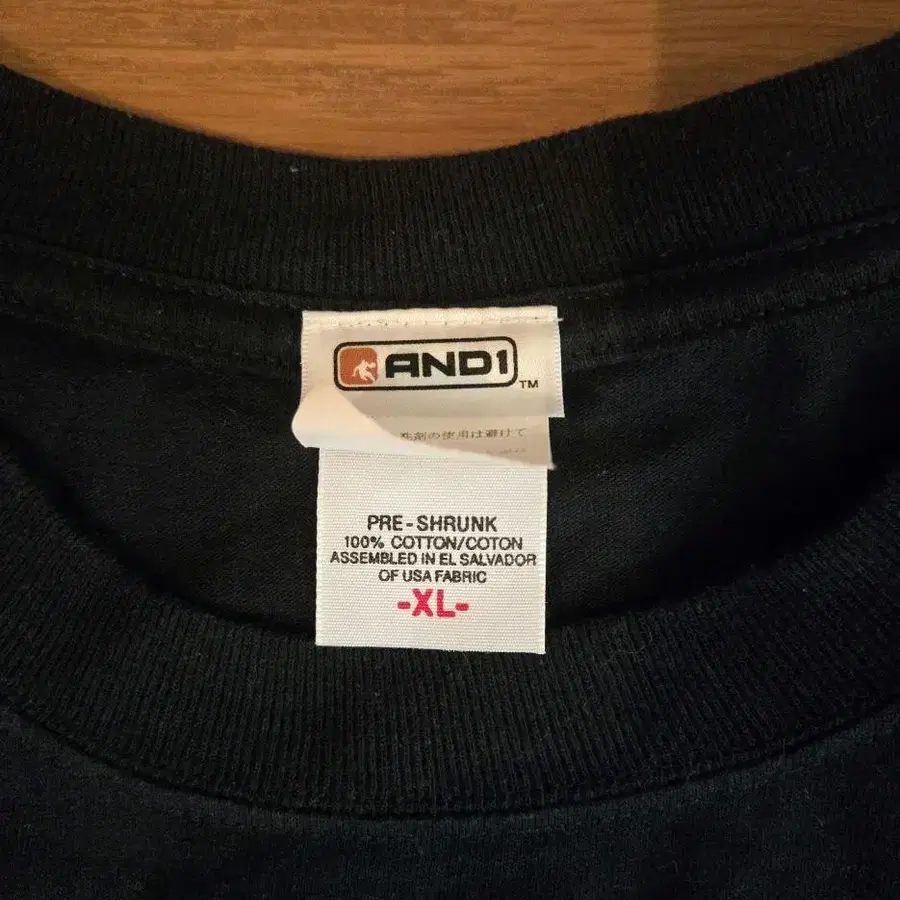 AND1 ™
洗剤の使用は避けて
PRE-SHRUNK
100% COTTON/COTON
ASSEMBLED IN EL SALVADOR
OF USA FABRIC
-XL-